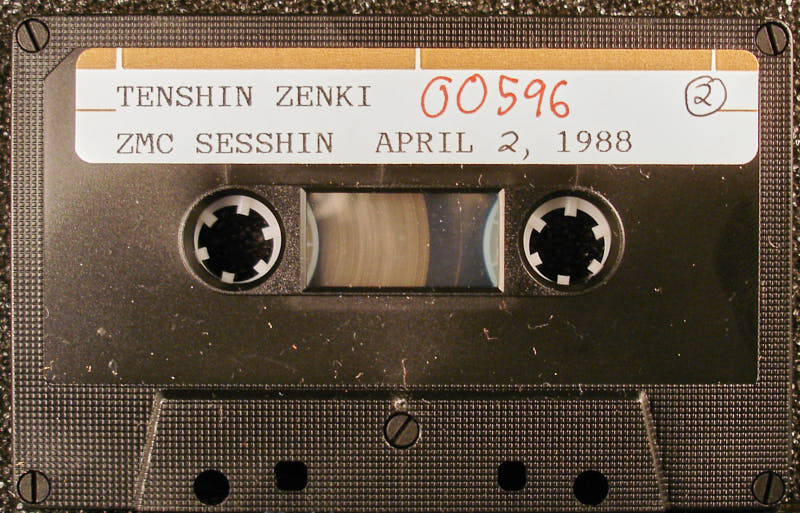 TENSHIN ZENKI 00596 2
ZMC SESSHIN APRIL 2, 1988